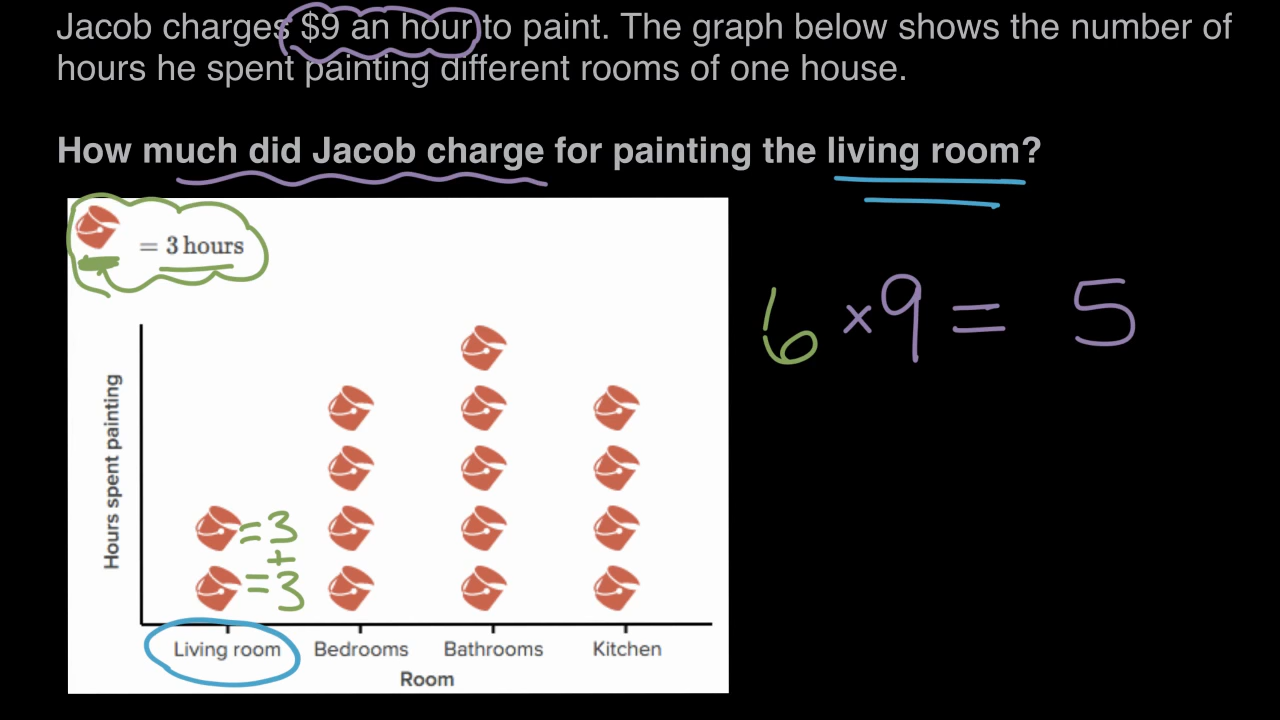 Jacob charges $9 an hour to paint. The graph below shows the number of
hours he spent painting different rooms of one house.
How much did Jacob charge for painting the living room?
= 3 hours
6 × 9 = 5
Hours spent painting
= 3
+
= 3
Living room Bedrooms Bathrooms Kitchen
Room